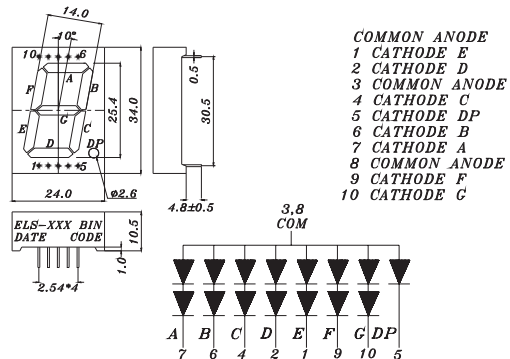 14.0
10°
10 6
A
F B
G
E C
D
DP
1 5
25.4
34.0
24.0
ø2.6
0.5
30.5
4.8±0.5
COMMON ANODE
1 CATHODE E
2 CATHODE D
3 COMMON ANODE
4 CATHODE C
5 CATHODE DP
6 CATHODE B
7 CATHODE A
8 COMMON ANODE
9 CATHODE F
10 CATHODE G
ELS-XXX BIN
DATE CODE
10.5
1.0
2.54*4
3,8
COM
A B C D E F G DP
7 6 4 2 1 9 10 5